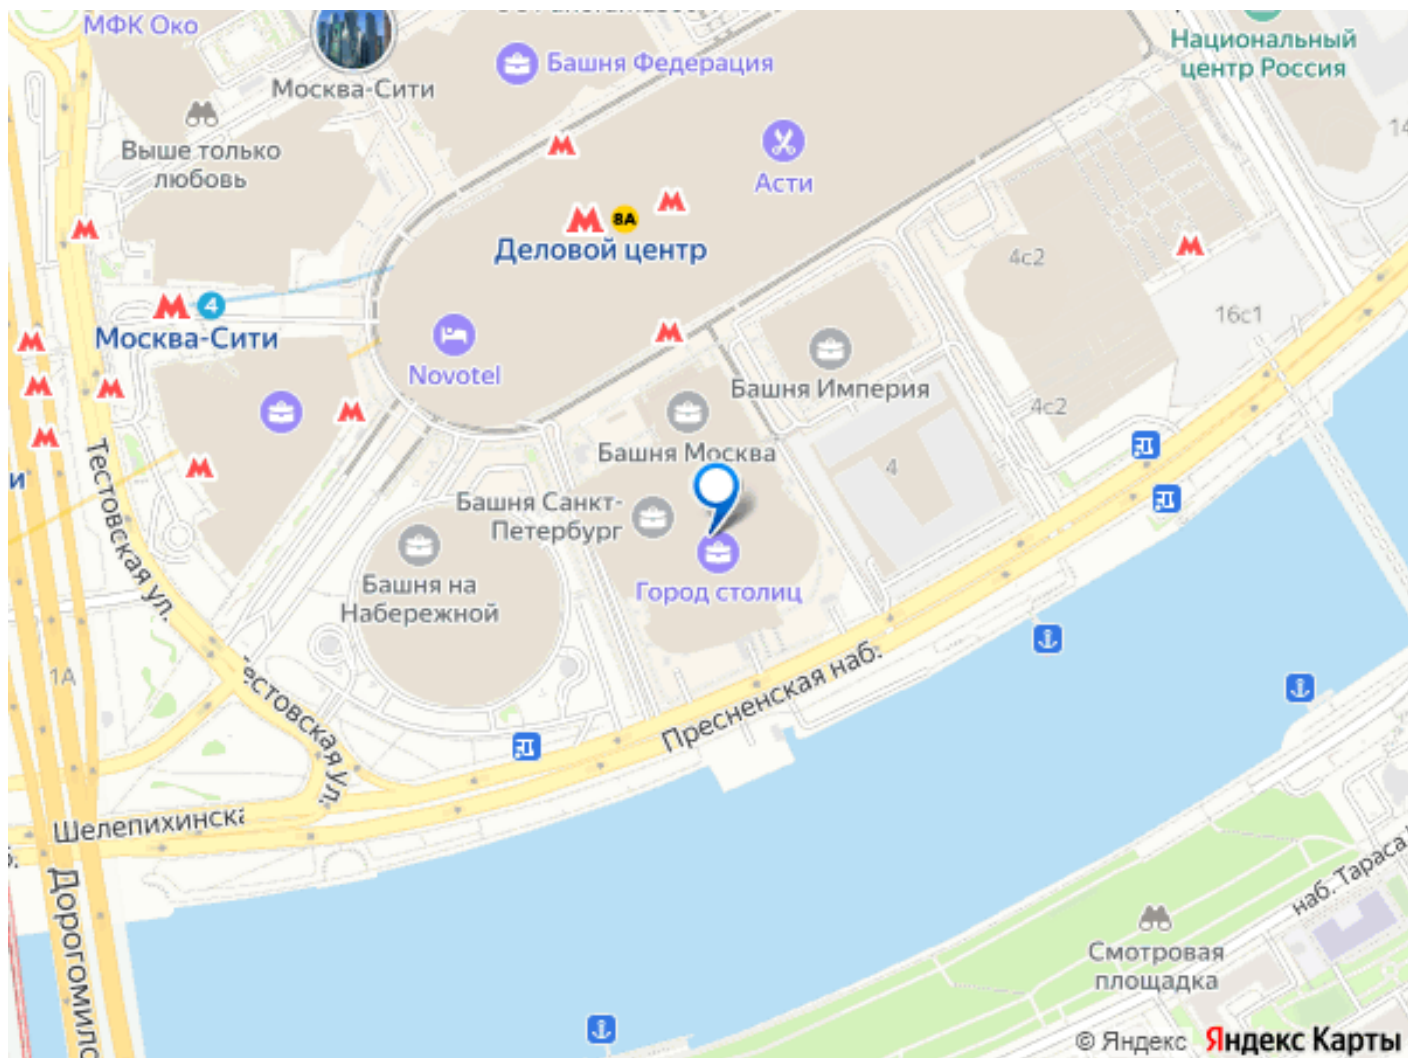 МФК Око
Москва-Сити
Башня Федерация
Национальный
центр Россия
Выше только
любовь
Асти
14
8А
Деловой центр
4с2
4
Москва-Сити
16с1
Novotel
Башня Империя
4с2
Башня Москва
4
и
Тестовская ул.
Башня Санкт-
Петербург
Башня на
Набережной
Город столиц
1А
Тестовская ул.
Пресненская наб.
Шелепихинска
Дорогомило
наб. Тараса
Смотровая
площадка
© Яндекс Яндекс Карты